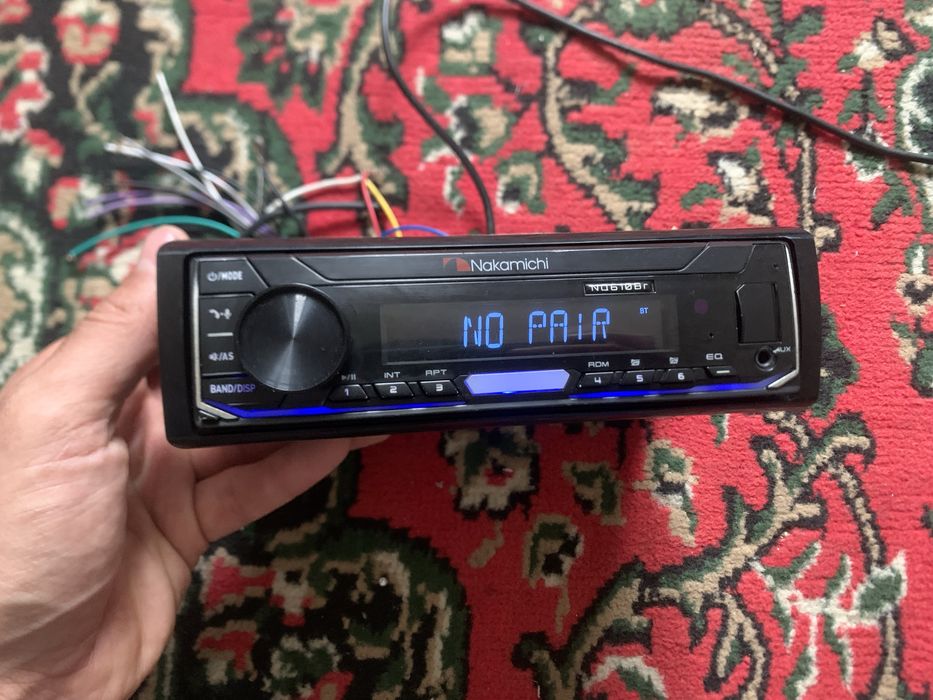 Nakamichi
NQ610BT
/MODE
NO PAIR
BT
/AS
BAND/DISP
AUX
INT
RPT
RDM
EQ
1
2
3
4
5
6